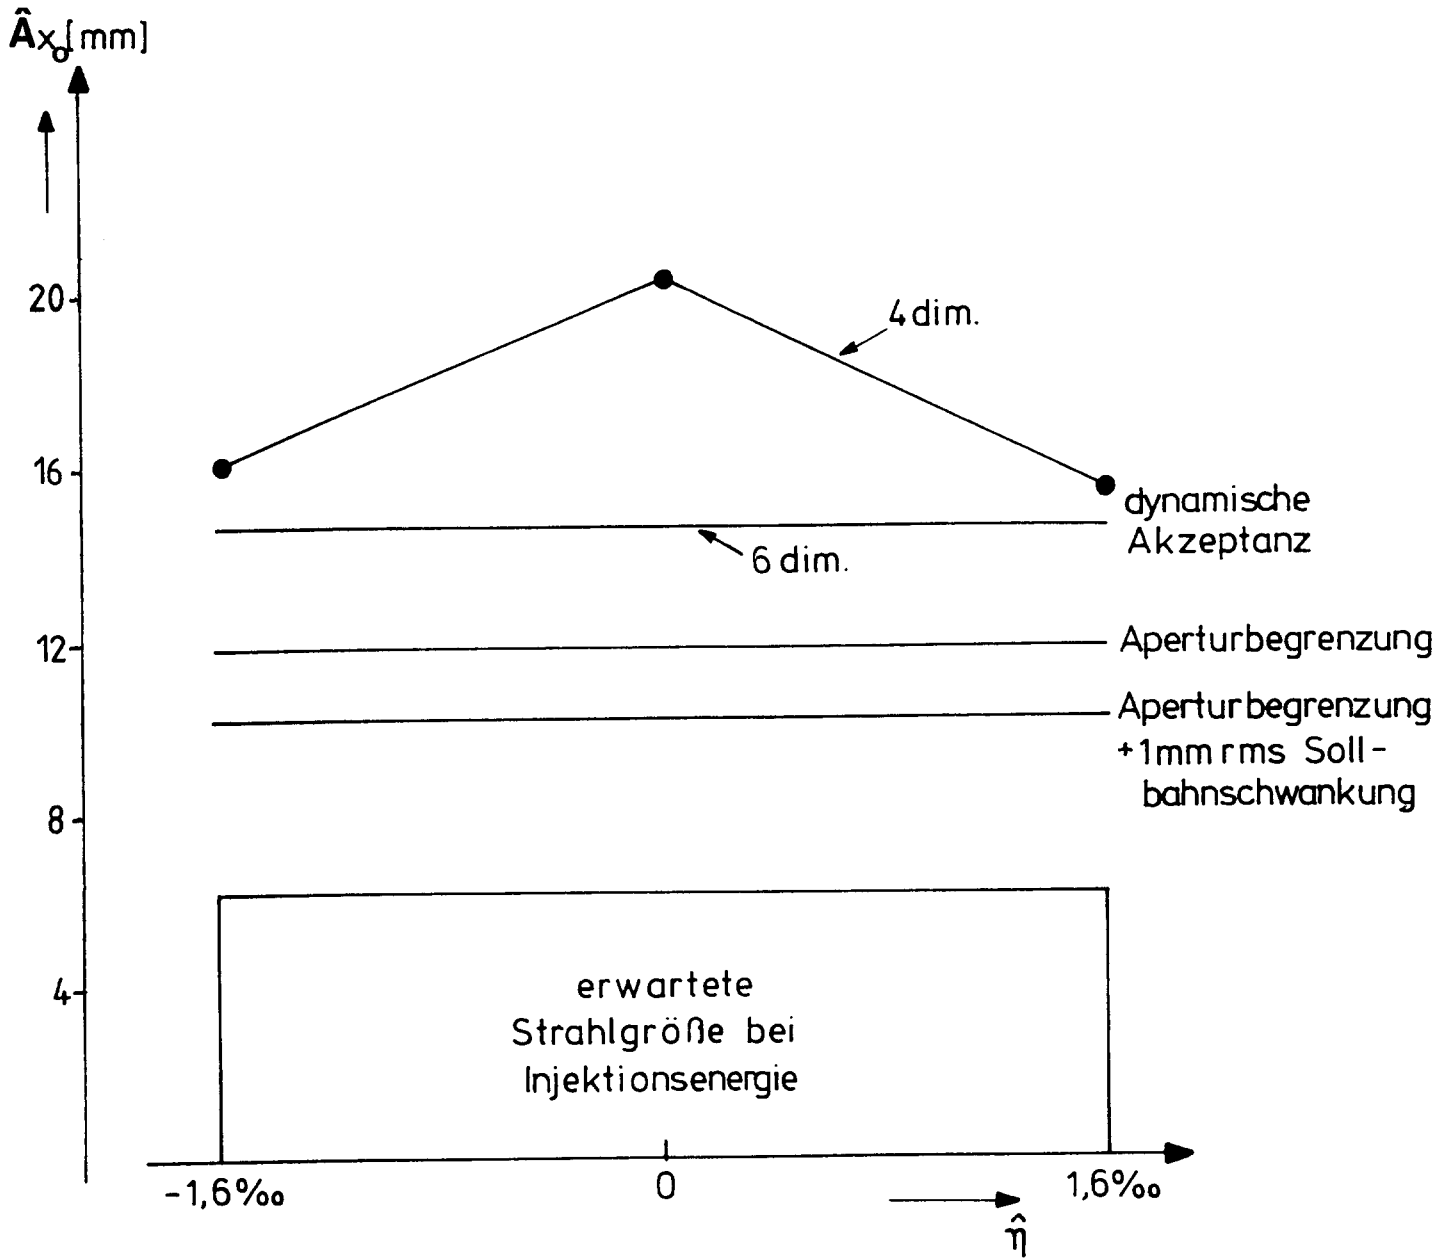 Âx₀[mm]
20
4 dim.
16
dynamische
Akzeptanz
6 dim.
12
Aperturbegrenzung
Aperturbegrenzung
+1mm rms Soll-
bahnschwankung
8
erwartete
4
Strahlgröße bei
Injektionsenergie
-1,6‰
0
1,6‰
η̂